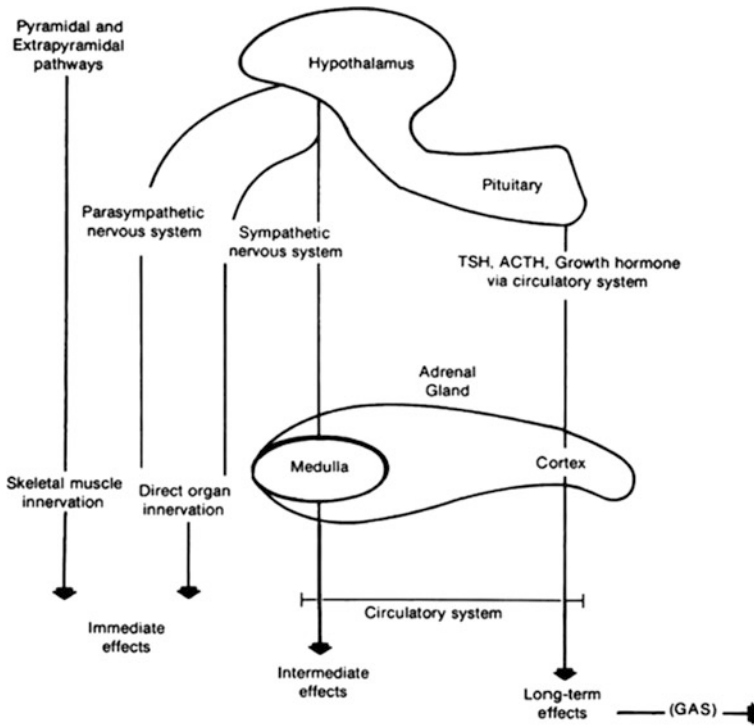 Pyramidal and
Extrapyramidal
pathways
Hypothalamus
Pituitary
Parasympathetic
nervous system
Sympathetic
nervous system
TSH, ACTH, Growth hormone
via circulatory system
Adrenal
Gland
Medulla
Cortex
Skeletal muscle
innervation
Direct organ
innervation
Circulatory system
Immediate
effects
Intermediate
effects
Long-term
effects
(GAS)